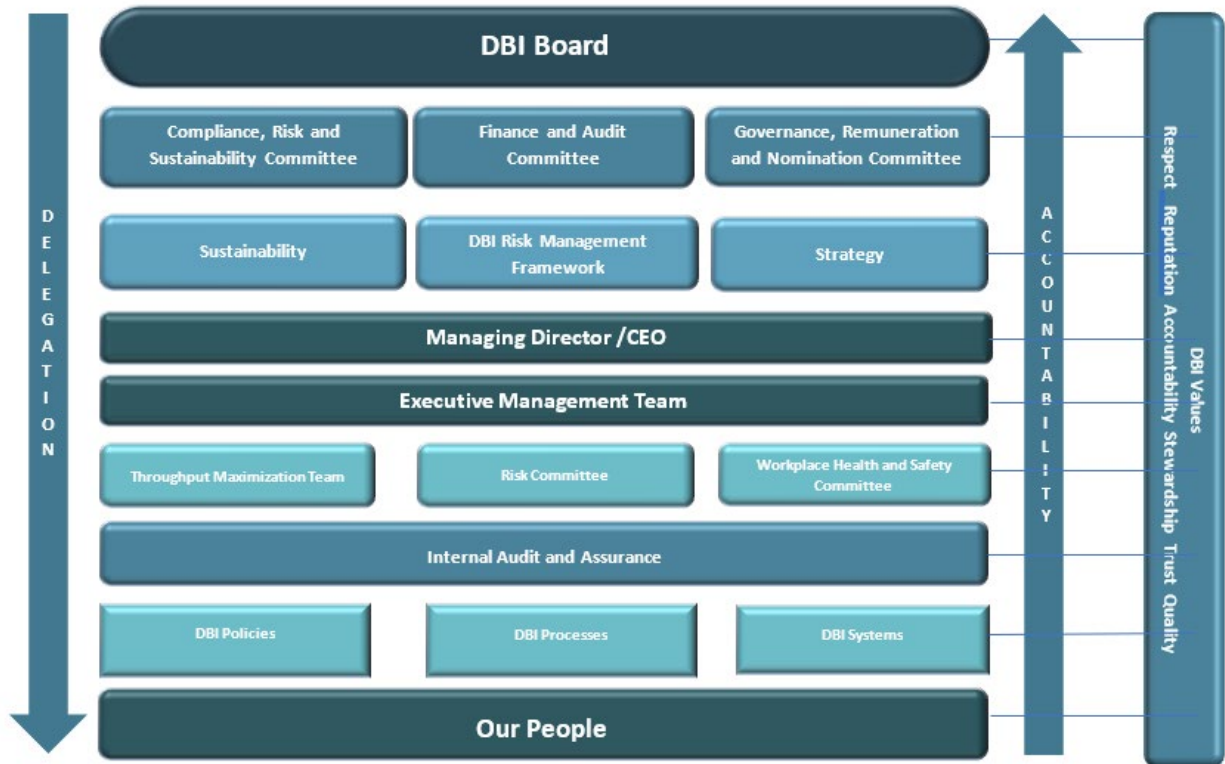 DBI Board
Compliance, Risk and
Sustainability Committee
Finance and Audit
Committee
Governance, Remuneration
and Nomination Committee
Sustainability
DBI Risk Management
Framework
Strategy
Managing Director /CEO
Executive Management Team
Throughput Maximization Team
Risk Committee
Workplace Health and Safety
Committee
Internal Audit and Assurance
DBI Policies
DBI Processes
DBI Systems
Our People
DELEGATION
ACCOUNTABILITY
DBI Values
Respect Reputation Accountability Stewardship Trust Quality